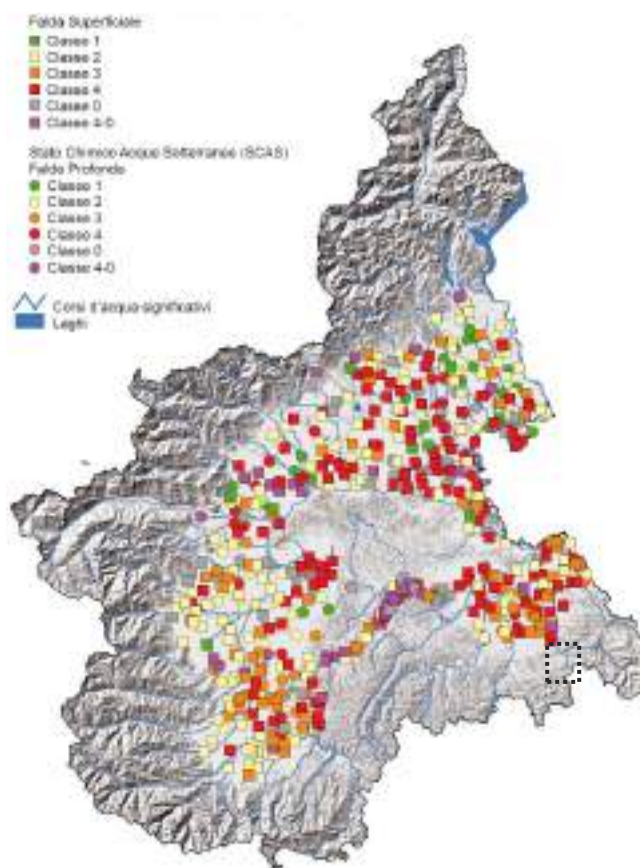 Falda Superficiale
Classe 1
Classe 2
Classe 3
Classe 4
Classe 0
Classe 4-0
Stato Chimico Acque Sotterranee (SCAS)
Falda Profonda
Classe 1
Classe 2
Classe 3
Classe 4
Classe 0
Classe 4-0
Corsi d'acqua significativi
Laghi